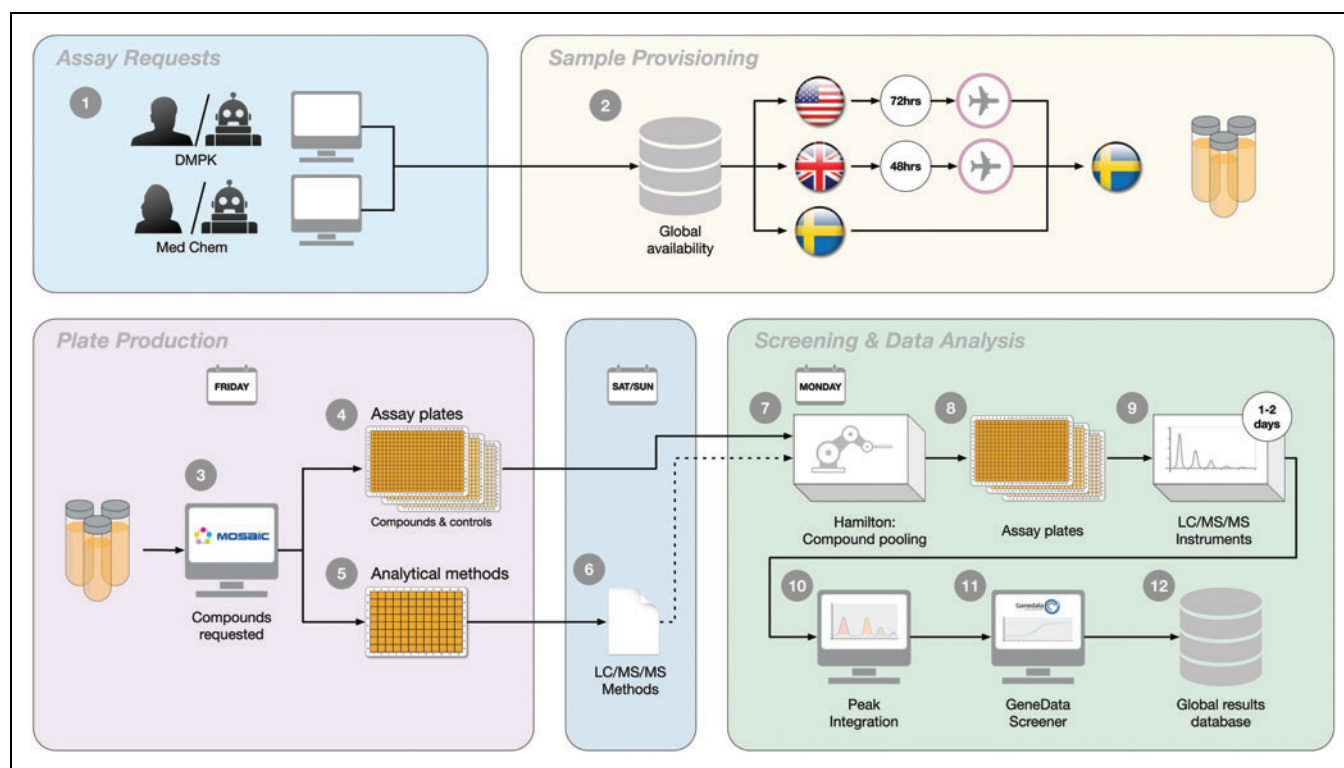 Assay Requests
1
DMPK
Med Chem
Sample Provisioning
2
Global
availability
72hrs
48hrs
Plate Production
FRIDAY
3
MOSAIC
Compounds
requested
4
Assay plates
Compounds & controls
5
Analytical methods
SAT/SUN
6
LC/MS/MS
Methods
Screening & Data Analysis
MONDAY
7
Hamilton:
Compound pooling
8
Assay plates
9
1-2
days
LC/MS/MS
Instruments
10
Peak
Integration
11
Genedata
GeneData
Screener
12
Global results
database